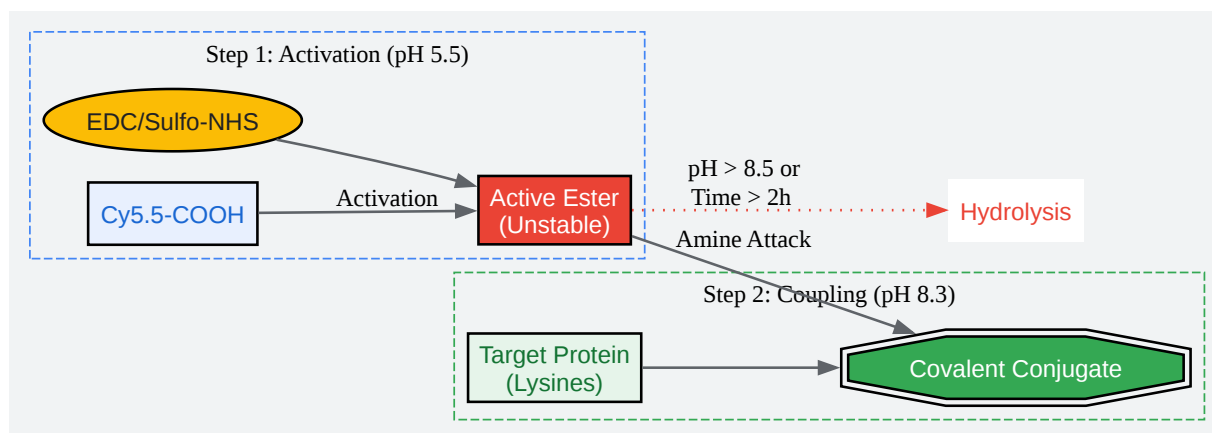 Step 1: Activation (pH 5.5)
EDC/Sulfo-NHS
Cy5.5-COOH
Activation
Active Ester
(Unstable)
pH > 8.5 or
Time > 2h
Hydrolysis
Amine Attack
Step 2: Coupling (pH 8.3)
Target Protein
(Lysines)
Covalent Conjugate